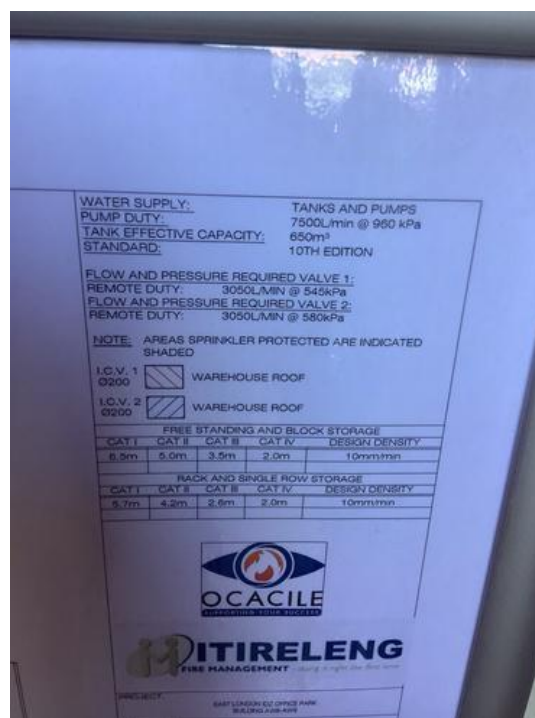 WATER SUPPLY: TANKS AND PUMPS
PUMP DUTY: 7500L/min @ 960 kPa
TANK EFFECTIVE CAPACITY: 650m³
STANDARD: 10TH EDITION
FLOW AND PRESSURE REQUIRED VALVE 1:
REMOTE DUTY: 3050L/MIN @ 545kPa
FLOW AND PRESSURE REQUIRED VALVE 2:
REMOTE DUTY: 3050L/MIN @ 580kPa
NOTE: AREAS SPRINKLER PROTECTED ARE INDICATED
SHADED
I.C.V. 1
Ø200 WAREHOUSE ROOF
I.C.V. 2
Ø200 WAREHOUSE ROOF
FREE STANDING AND BLOCK STORAGE
CAT I CAT II CAT III CAT IV DESIGN DENSITY
6.5m 5.0m 3.5m 2.0m 10mm/min
RACK AND SINGLE ROW STORAGE
CAT I CAT II CAT III CAT IV DESIGN DENSITY
5.7m 4.2m 2.6m 2.0m 10mm/min
OCACILE
SUPPORTING YOUR SUCCESS
ITIRELENG
FIRE MANAGEMENT
PROJECT:
EAST LONDON IDZ OFFICE PARK
BUILDING